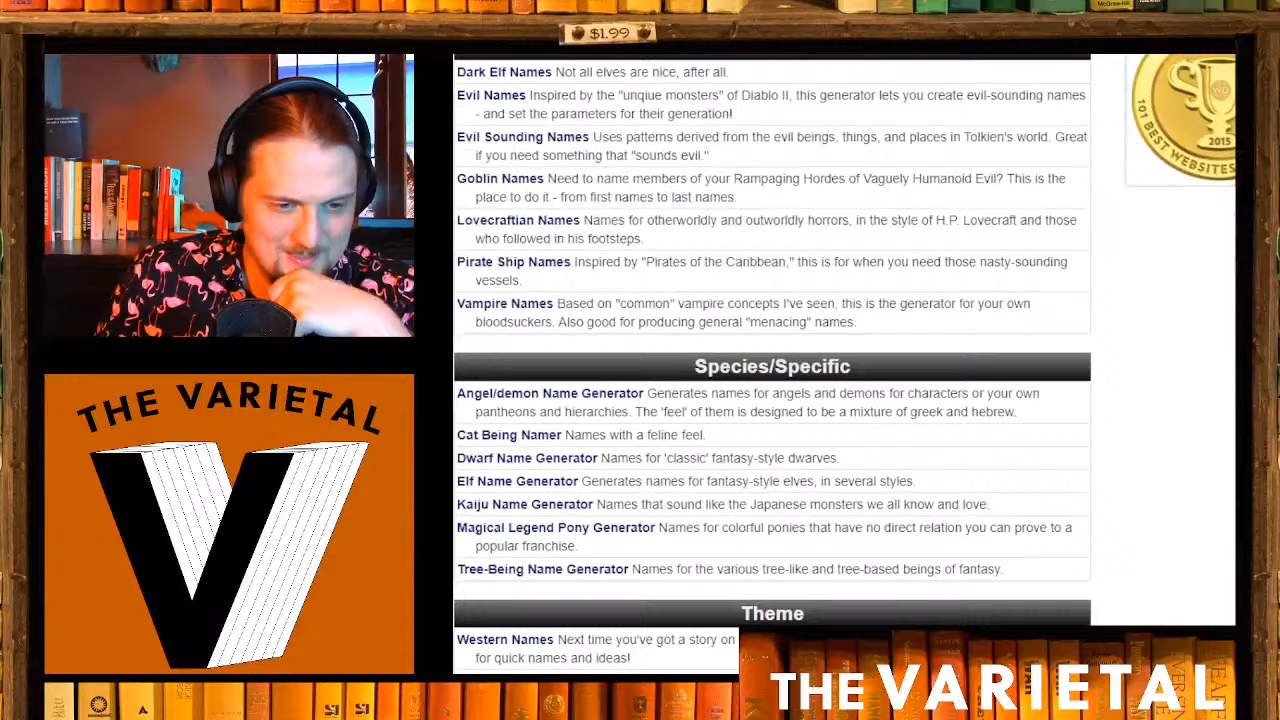 $1.99
Dark Elf Names Not all elves are nice, after all.
Evil Names Inspired by the "unqiue monsters" of Diablo II, this generator lets you create evil-sounding names
- and set the parameters for their generation!
Evil Sounding Names Uses patterns derived from the evil beings, things, and places in Tolkien's world. Great
if you need something that "sounds evil."
Goblin Names Need to name members of your Rampaging Hordes of Vaguely Humanoid Evil? This is the
place to do it - from first names to last names.
Lovecraftian Names Names for otherworldly and outworldly horrors, in the style of H.P. Lovecraft and those
who followed in his footsteps.
Pirate Ship Names Inspired by "Pirates of the Caribbean," this is for when you need those nasty-sounding
vessels.
Vampire Names Based on "common" vampire concepts I've seen, this is the generator for your own
bloodsuckers. Also good for producing general "menacing" names.
Species/Specific
Angel/demon Name Generator Generates names for angels and demons for characters or your own
pantheons and hierarchies. The 'feel' of them is designed to be a mixture of greek and hebrew.
Cat Being Namer Names with a feline feel.
Dwarf Name Generator Names for 'classic' fantasy-style dwarves.
Elf Name Generator Generates names for fantasy-style elves, in several styles.
Kaiju Name Generator Names that sound like the Japanese monsters we all know and love.
Magical Legend Pony Generator Names for colorful ponies that have no direct relation you can prove to a
popular franchise.
Tree-Being Name Generator Names for the various tree-like and tree-based beings of fantasy.
Theme
Western Names Next time you've got a story on
for quick names and ideas!
WD
101 BEST WEBSITES
2015
THE VARIETAL
V
THE VARIETAL